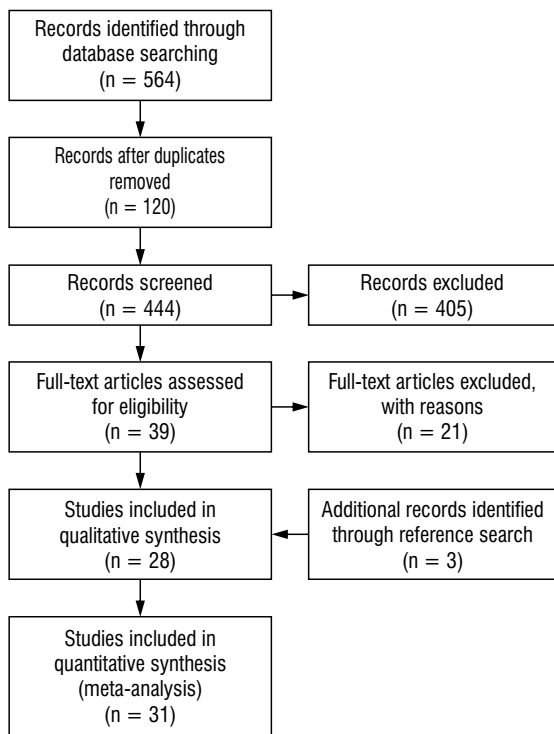 Records identified through
database searching
(n = 564)
Records after duplicates
removed
(n = 120)
Records screened
(n = 444)
Records excluded
(n = 405)
Full-text articles assessed
for eligibility
(n = 39)
Full-text articles excluded,
with reasons
(n = 21)
Studies included in
qualitative synthesis
(n = 28)
Additional records identified
through reference search
(n = 3)
Studies included in
quantitative synthesis
(meta-analysis)
(n = 31)